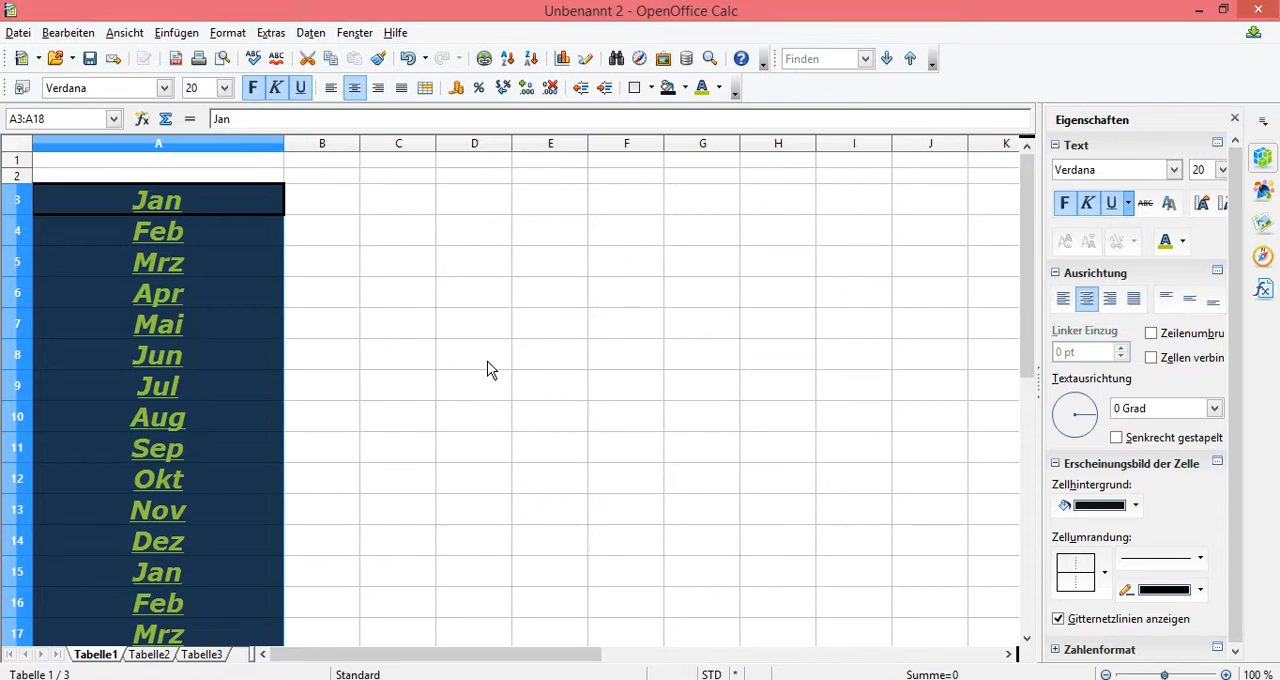 Unbenannt 2 - OpenOffice Calc
Datei Bearbeiten Ansicht Einfügen Format Extras Daten Fenster Hilfe
ABC ABC Finden
Verdana 20 F K U
A3:A18 Jan
Eigenschaften
A B C D E F G H I J K
1
2
3 Jan
4 Feb
5 Mrz
6 Apr
7 Mai
8 Jun
9 Jul
10 Aug
11 Sep
12 Okt
13 Nov
14 Dez
15 Jan
16 Feb
17 Mrz
Text
Verdana 20
F K U ABC
Ausrichtung
Linker Einzug
0 pt
Zeilenumbru
Zellen verbin
Textausrichtung
0 Grad
Senkrecht gestapelt
Erscheinungsbild der Zelle
Zellhintergrund:
Zellumrandung:
Gitternetzlinien anzeigen
Zahlenformat
Tabelle1 Tabelle2 Tabelle3
Tabelle 1 / 3 Standard STD * Summe=0 100 %